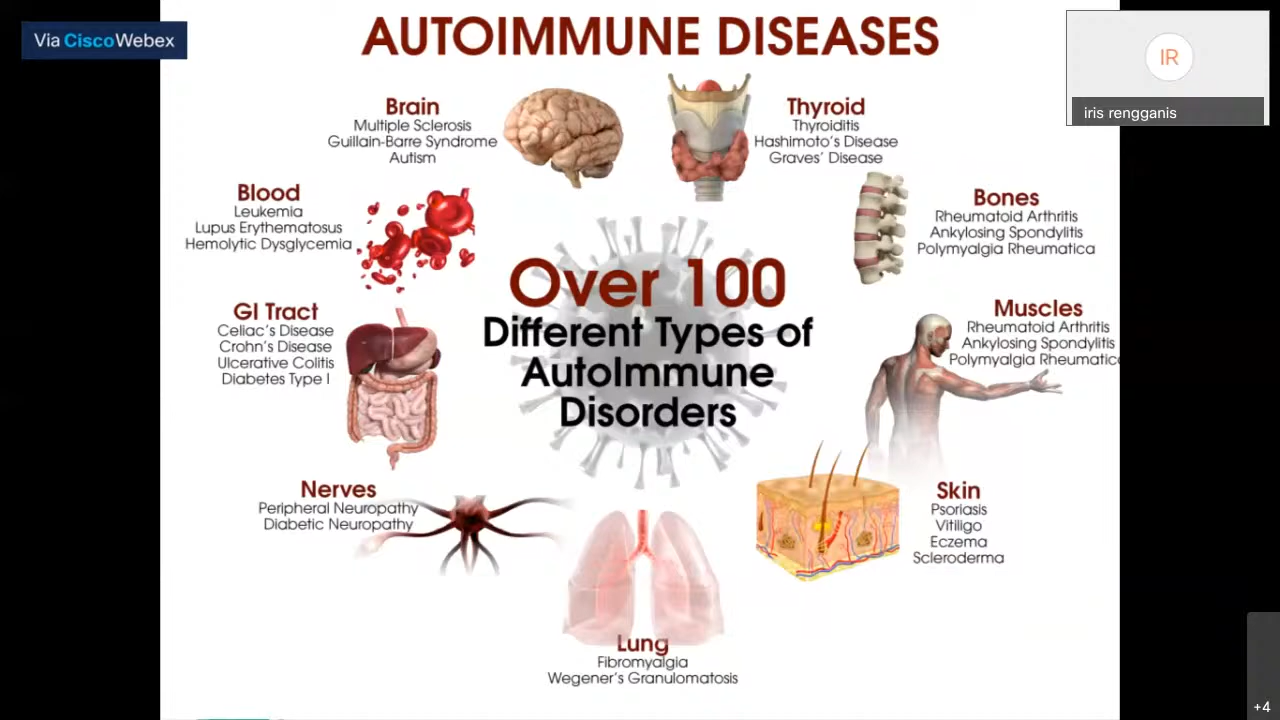 Via CiscoWebex
AUTOIMMUNE DISEASES
IR
iris rengganis
Brain
Multiple Sclerosis
Guillain-Barre Syndrome
Autism
Thyroid
Thyroiditis
Hashimoto's Disease
Graves' Disease
Blood
Leukemia
Lupus Erythematosus
Hemolytic Dysglycemia
Bones
Rheumatoid Arthritis
Ankylosing Spondylitis
Polymyalgia Rheumatica
Over 100
Different Types of
AutoImmune
Disorders
GI Tract
Celiac's Disease
Crohn's Disease
Ulcerative Colitis
Diabetes Type I
Muscles
Rheumatoid Arthritis
Ankylosing Spondylitis
Polymyalgia Rheumatica
Nerves
Peripheral Neuropathy
Diabetic Neuropathy
Skin
Psoriasis
Vitiligo
Eczema
Scleroderma
Lung
Fibromyalgia
Wegener's Granulomatosis
+4